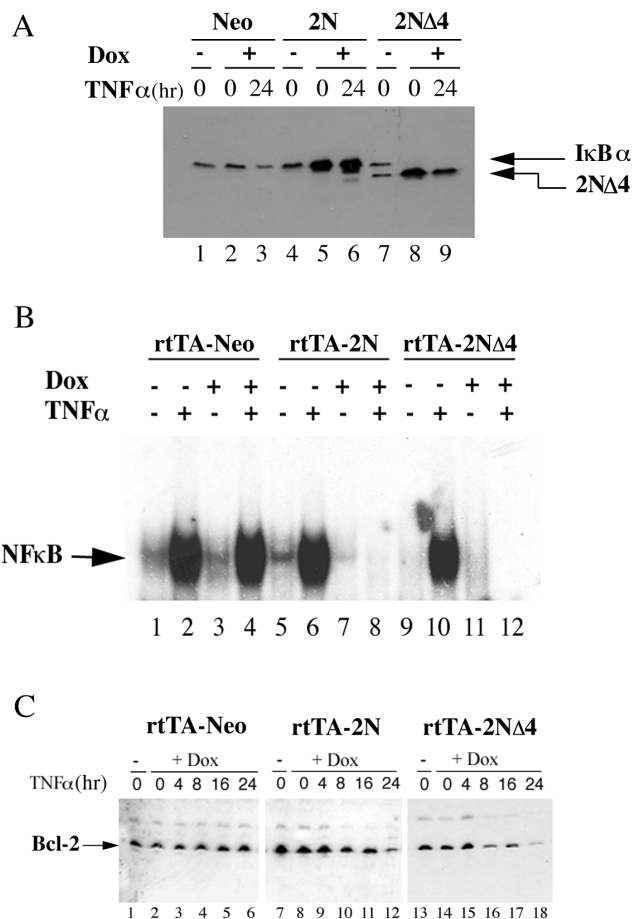 A
Neo 2N 2NΔ4
Dox - + - + - +
TNFα(hr) 0 0 24 0 0 24 0 0 24
IκBα
2NΔ4
1 2 3 4 5 6 7 8 9
B
rtTA-Neo rtTA-2N rtTA-2NΔ4
Dox - - + + - - + + - - + +
TNFα - + - + - + - + - + - +
NFκB
1 2 3 4 5 6 7 8 9 10 11 12
C
rtTA-Neo rtTA-2N rtTA-2NΔ4
- + Dox - + Dox - + Dox
TNFα(hr) 0 0 4 8 16 24 0 0 4 8 16 24 0 0 4 8 16 24
Bcl-2
1 2 3 4 5 6 7 8 9 10 11 12 13 14 15 16 17 18